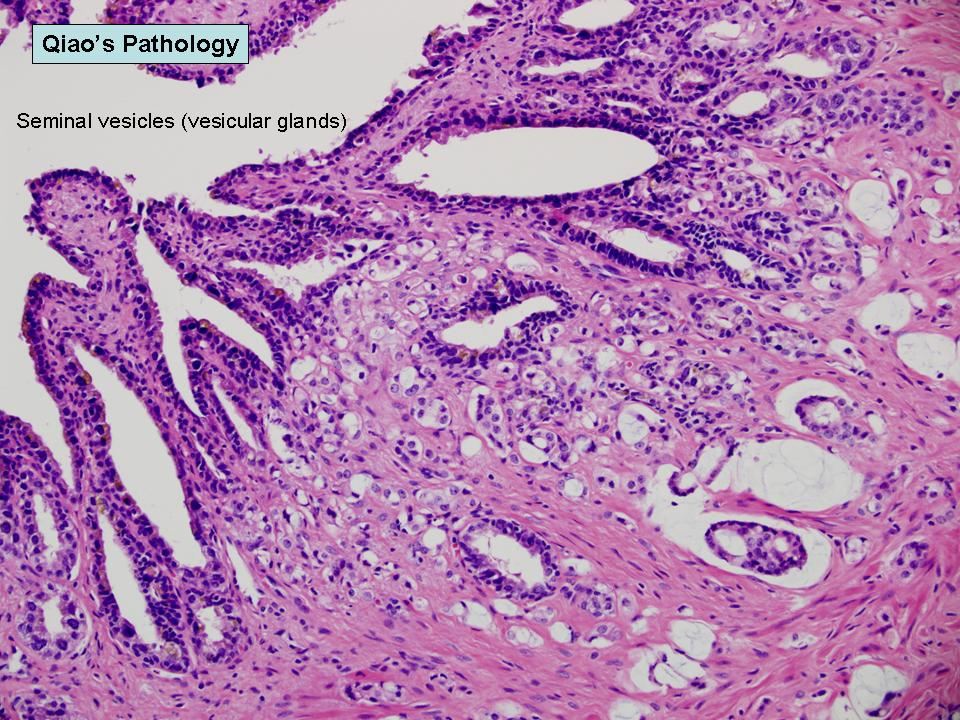 Qiao’s Pathology
Seminal vesicles (vesicular glands)